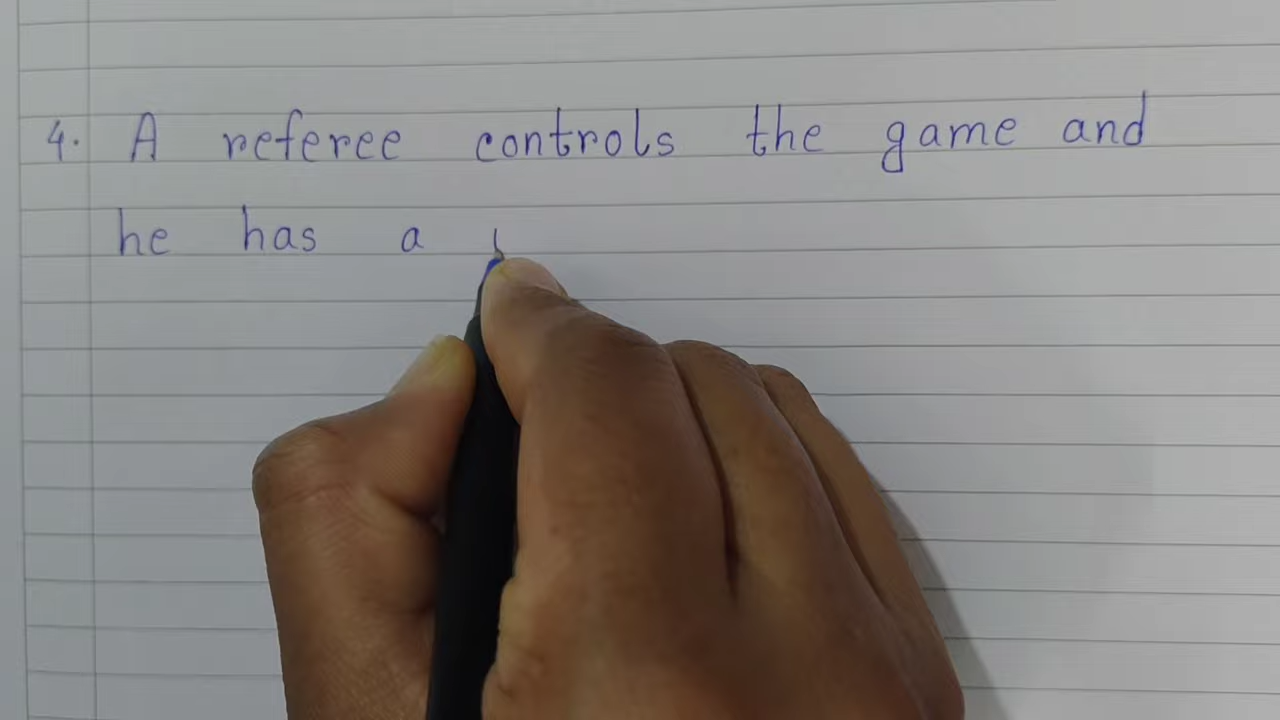 4. A referee controls the game and
he has a